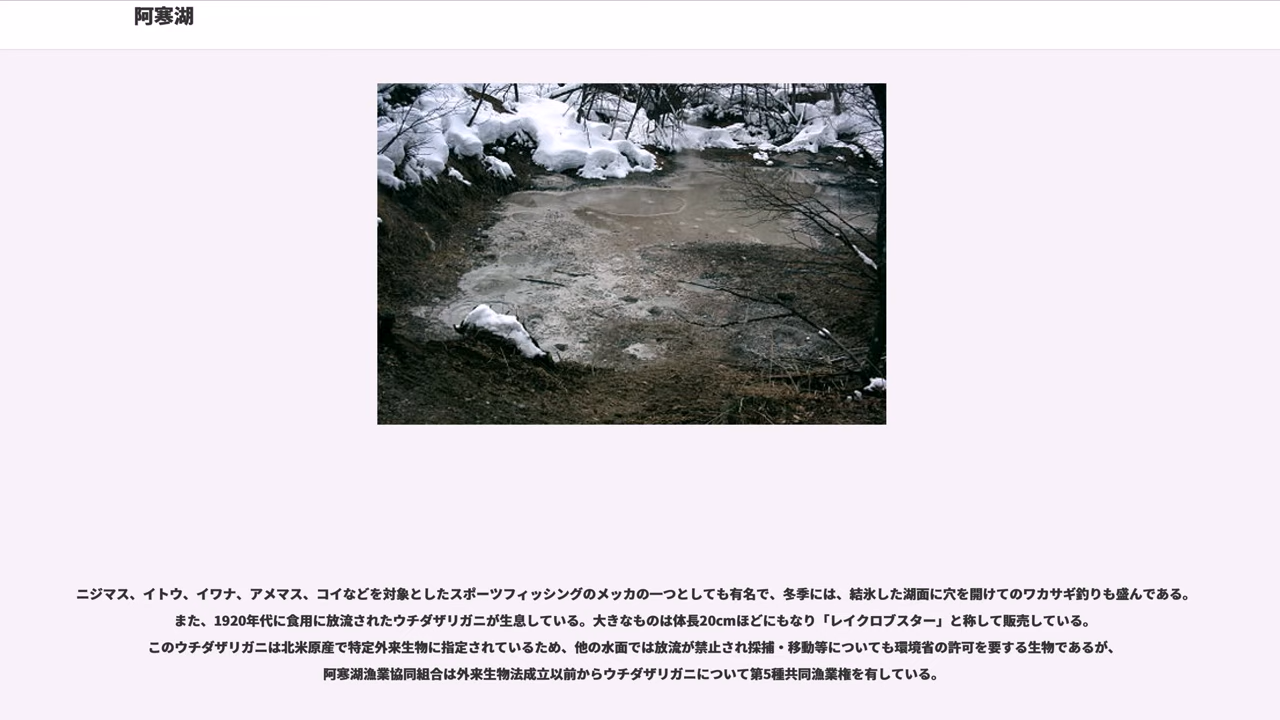 阿寒湖
ニジマス、イトウ、イワナ、アメマス、コイなどを対象としたスポーツフィッシングのメッカの一つとしても有名で、冬季には、結氷した湖面に穴を開けてのワカサギ釣りも盛んである。
また、1920年代に食用に放流されたウチダザリガニが生息している。大きなものは体長20cmほどにもなり「レイクロブスター」と称して販売している。
このウチダザリガニは北米原産で特定外来生物に指定されているため、他の水面では放流が禁止され採捕・移動等についても環境省の許可を要する生物であるが、
阿寒湖漁業協同組合は外来生物法成立以前からウチダザリガニについて第5種共同漁業権を有している。